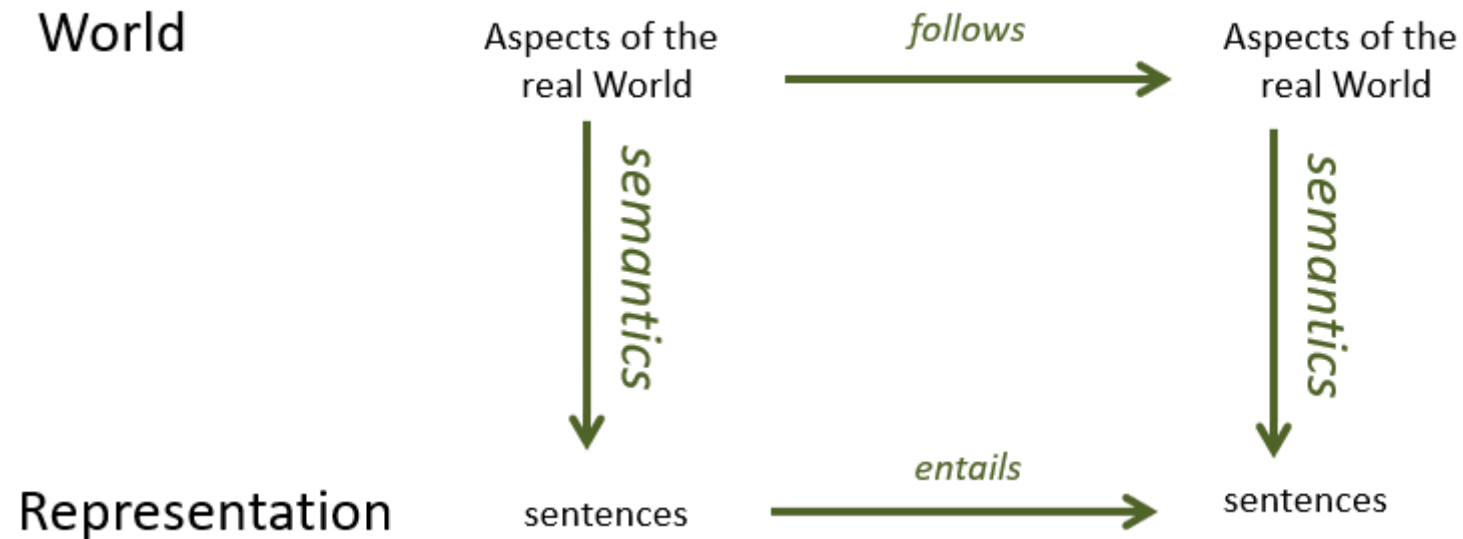 World
Aspects of the
real World
follows
Aspects of the
real World
semantics
semantics
Representation
sentences
entails
sentences